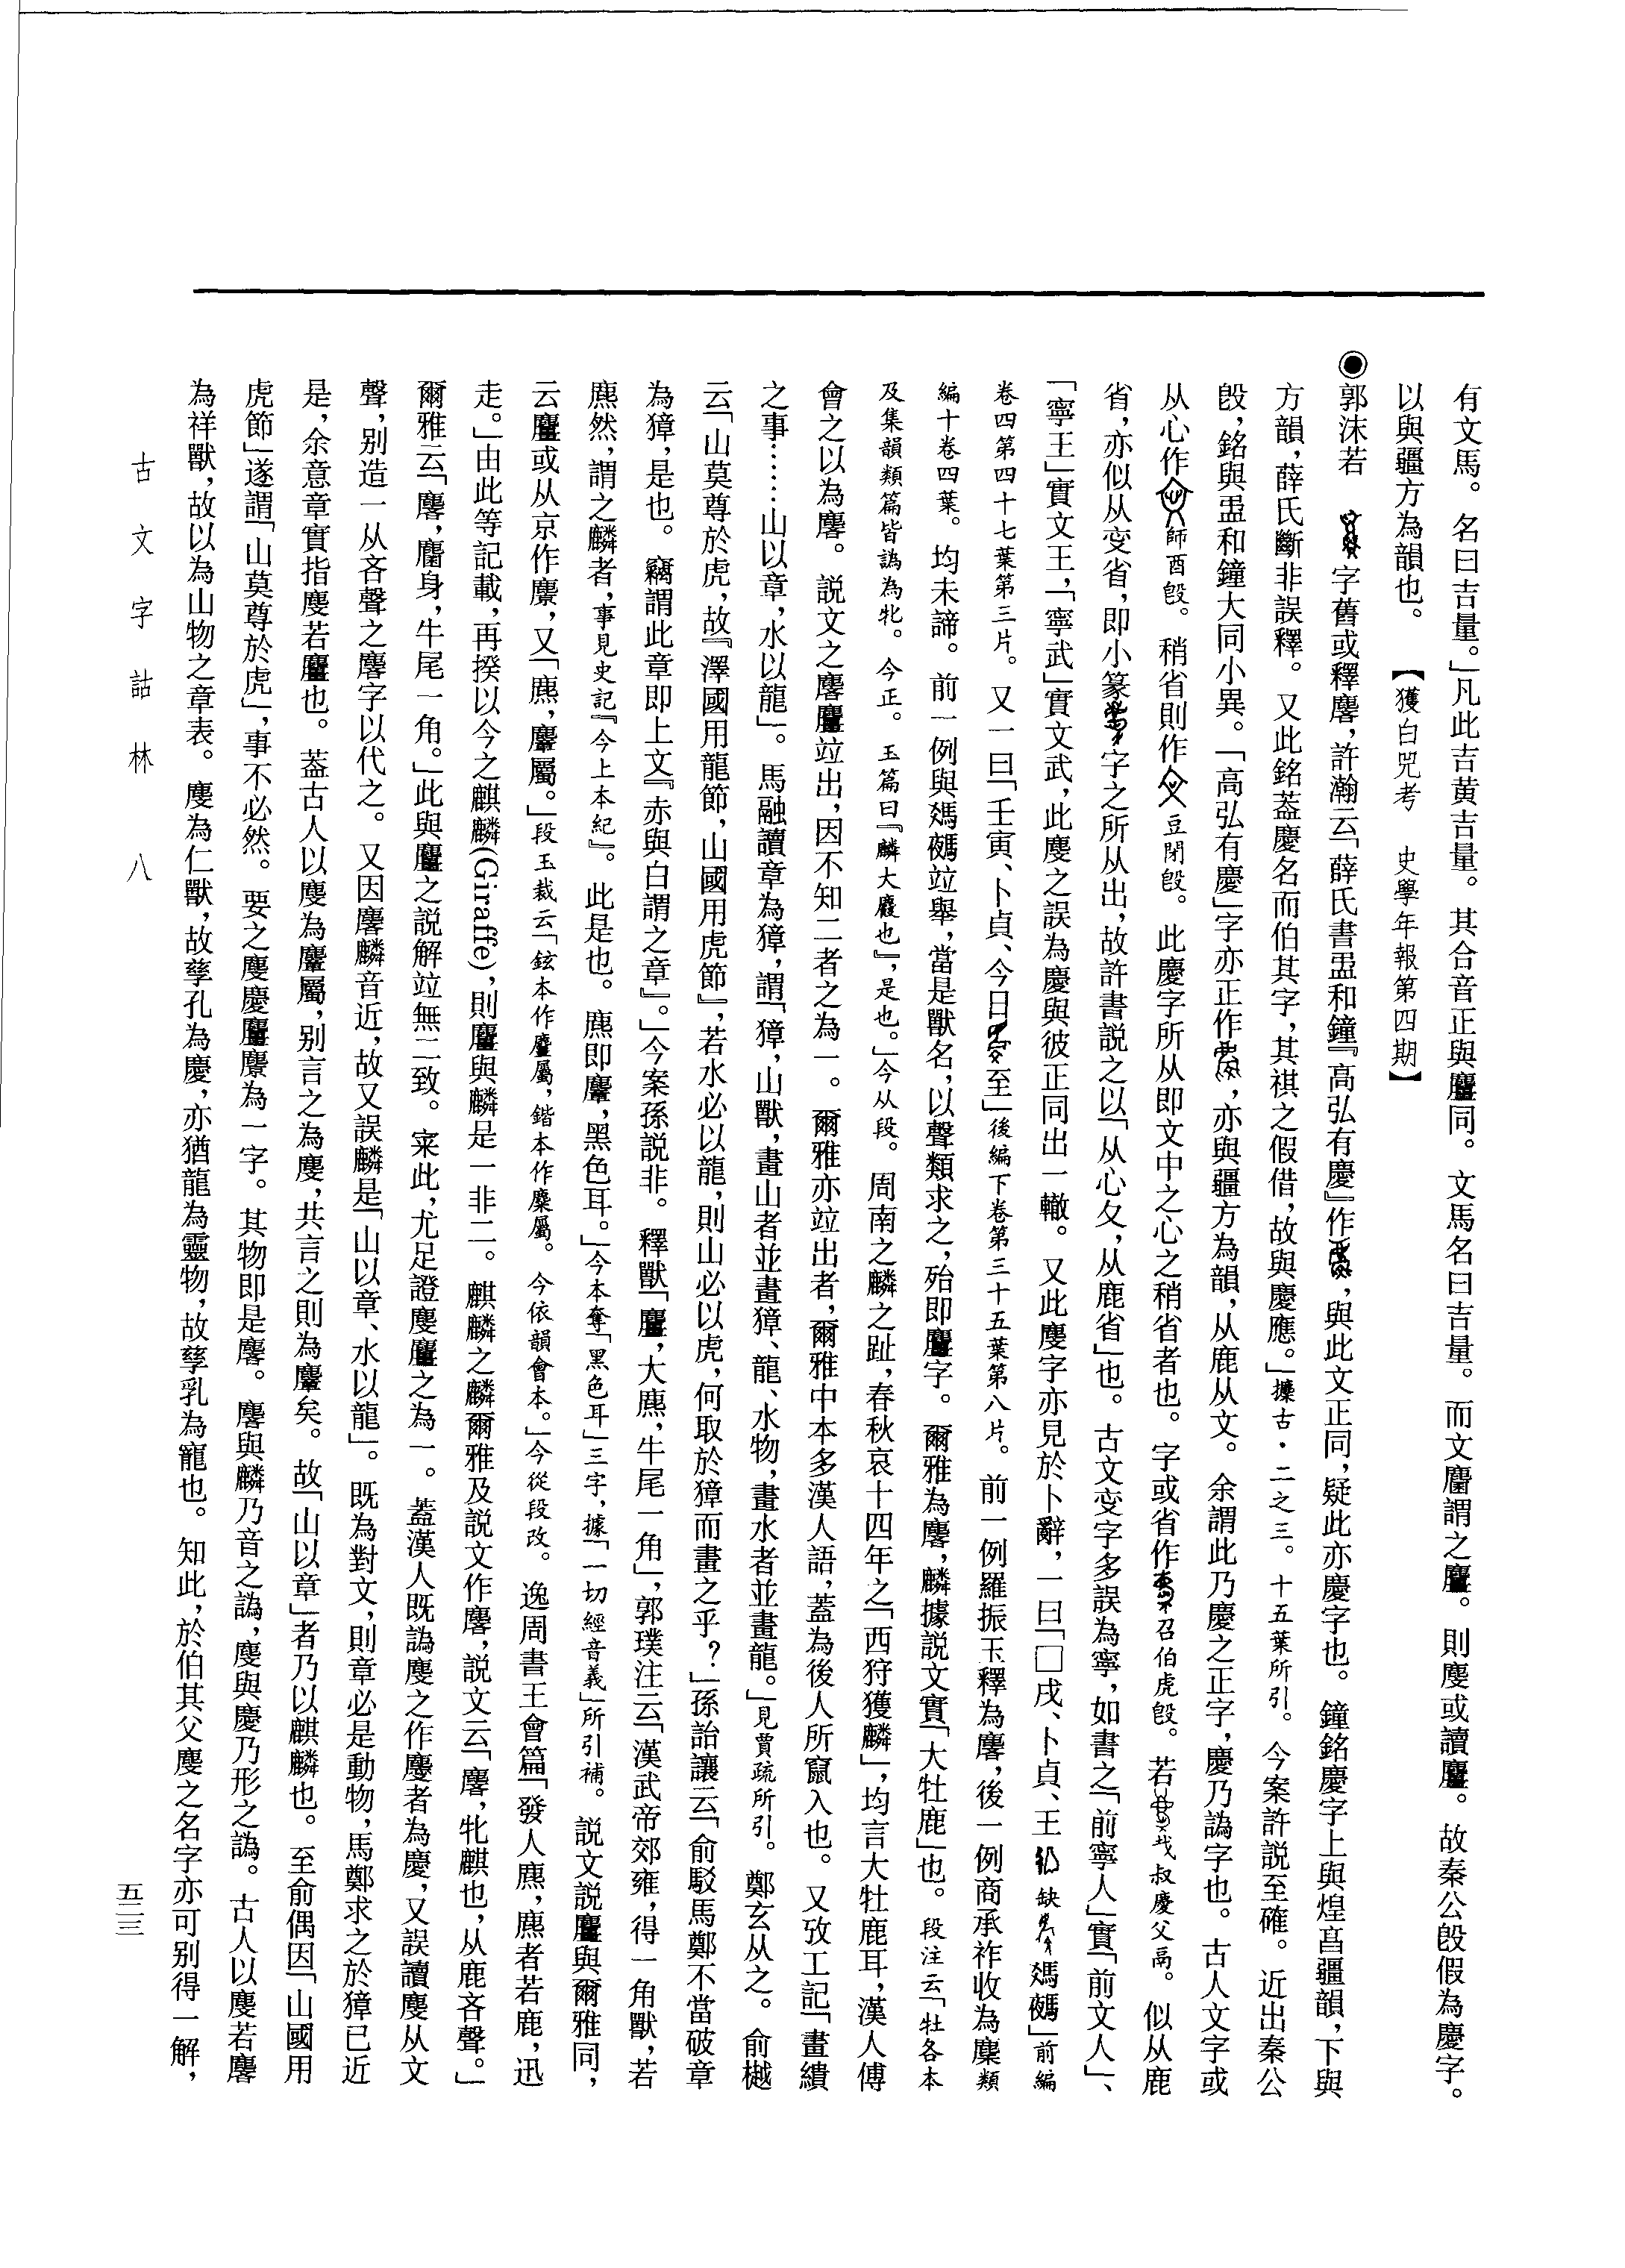 有文馬。名曰吉量。」凡此吉黄吉量。其合音正與麠同。文馬名曰吉量。而文麕謂之麠。則麐或讀麠。故秦公𣪘假為慶字。
以與疆方為韻也。【獲白兕考　史學年報第四期】
◉郭沫若　字舊或釋麐，許瀚云「薛氏書盄和鐘『高弘有慶』作，與此文正同，疑此亦慶字也。鐘銘慶字上與煌㐭疆韻，下與
方韻，薛氏斷非誤釋。又此銘蓋慶名而伯其字，其祺之假借，故與慶應。」攈古·二之三。十五葉所引。今案許説至確。近出秦公
𣪘，銘與盄和鐘大同小異。「高弘有慶」字亦正作，亦與疆方為韻，从鹿从文。余謂此乃慶之正字，慶乃譌字也。古人文字或
从心作師酉𣪘。稍省則作豆閉𣪘。此慶字所从即文中之心之稍省者也。字或省作召伯虎𣪘。若叔慶父鬲。似从鹿
省，亦似从㚆省，即小篆字之所从出，故許書説之以「从心夂，从鹿省」也。古文㚆字多誤為寧，如書之「前寧人」實「前文人」、
「寧王」實文王，「寧武」實文武，此麐之誤為慶與彼正同出一轍。又此麐字亦見於卜辭，一曰「□戌、卜貞、王缺」前編
卷四第四十七葉第三片。又一曰「壬寅、卜貞、今日至」後編下卷第三十五葉第八片。前一例羅振玉釋為麐，後一例商承祚收為麇類
編十卷四葉。均未諦。前一例與竝舉，當是獸名，以聲類求之，殆即麠字。爾雅為麐，麟據説文實「大牡鹿」也。段注云「牡各本
及集韻類篇皆譌為牝。今正。玉篇曰『麟大麚也』，是也。」今从段。周南之麟之趾，春秋哀十四年之「西狩獲麟」，均言大牡鹿耳，漢人傅
會之以為麐。説文之麐麠竝出，因不知二者之為一。爾雅亦竝出者，爾雅中本多漢人語，蓋為後人所竄入也。又攷工記「畫繢
之事……山以章，水以龍」。馬融讀章為獐，謂「獐，山獸，畫山者並畫獐、龍、水物，畫水者並畫龍。」見賈疏所引。鄭玄从之。俞樾
云「山莫尊於虎，故『澤國用龍節，山國用虎節』，若水必以龍，則山必以虎，何取於獐而畫之乎？」孫詒讓云「俞駁馬鄭不當破章
為獐，是也。竊謂此章即上文『赤與白謂之章』。」今案孫説非。釋獸「麠，大麃，牛尾一角」，郭璞注云「漢武帝郊雍，得一角獸，若
麃然，謂之麟者，事見史記『今上本紀』。此是也。麃即麞，黑色耳。」今本奪「黑色耳」三字，據「一切經音義」所引補。説文説麠與爾雅同，
云麠或从京作麖，又「麃，麞屬。」段玉裁云「鉉本作麠屬，鍇本作麇屬。今依韻會本。」今從段改。逸周書王會篇「發人麃，麃者若鹿，迅
走。」由此等記載，再揆以今之麒麟(Giraffe)，則麠與麟是一非二。麒麟之麟爾雅及説文作麐，説文云「麐，牝麒也，从鹿吝聲。」
爾雅云「麐，麕身，牛尾一角。」此與麠之説解竝無二致。宷此，尤足證麐麠之為一。蓋漢人既譌麐之作麐者為慶，又誤讀麐从文
聲，别造一从吝聲之麐字以代之。又因麐麟音近，故又誤麟是「山以章、水以龍」。既為對文，則章必是動物，馬鄭求之於獐已近
是，余意章實指麐若麠也。葢古人以麐為麞屬，别言之為麐，共言之則為麞矣。故「山以章」者乃以麒麟也。至俞偶因「山國用
虎節」遂謂「山莫尊於虎」，事不必然。要之麐慶麠麖為一字。其物即是麐。麐與麟乃音之譌，麐與慶乃形之譌。古人以麐若麐
為祥獸，故以為山物之章表。麐為仁獸，故孳孔為慶，亦猶龍為靈物，故孳乳為寵也。知此，於伯其父麐之名字亦可别得一解，
古文字詁林　八
五二三